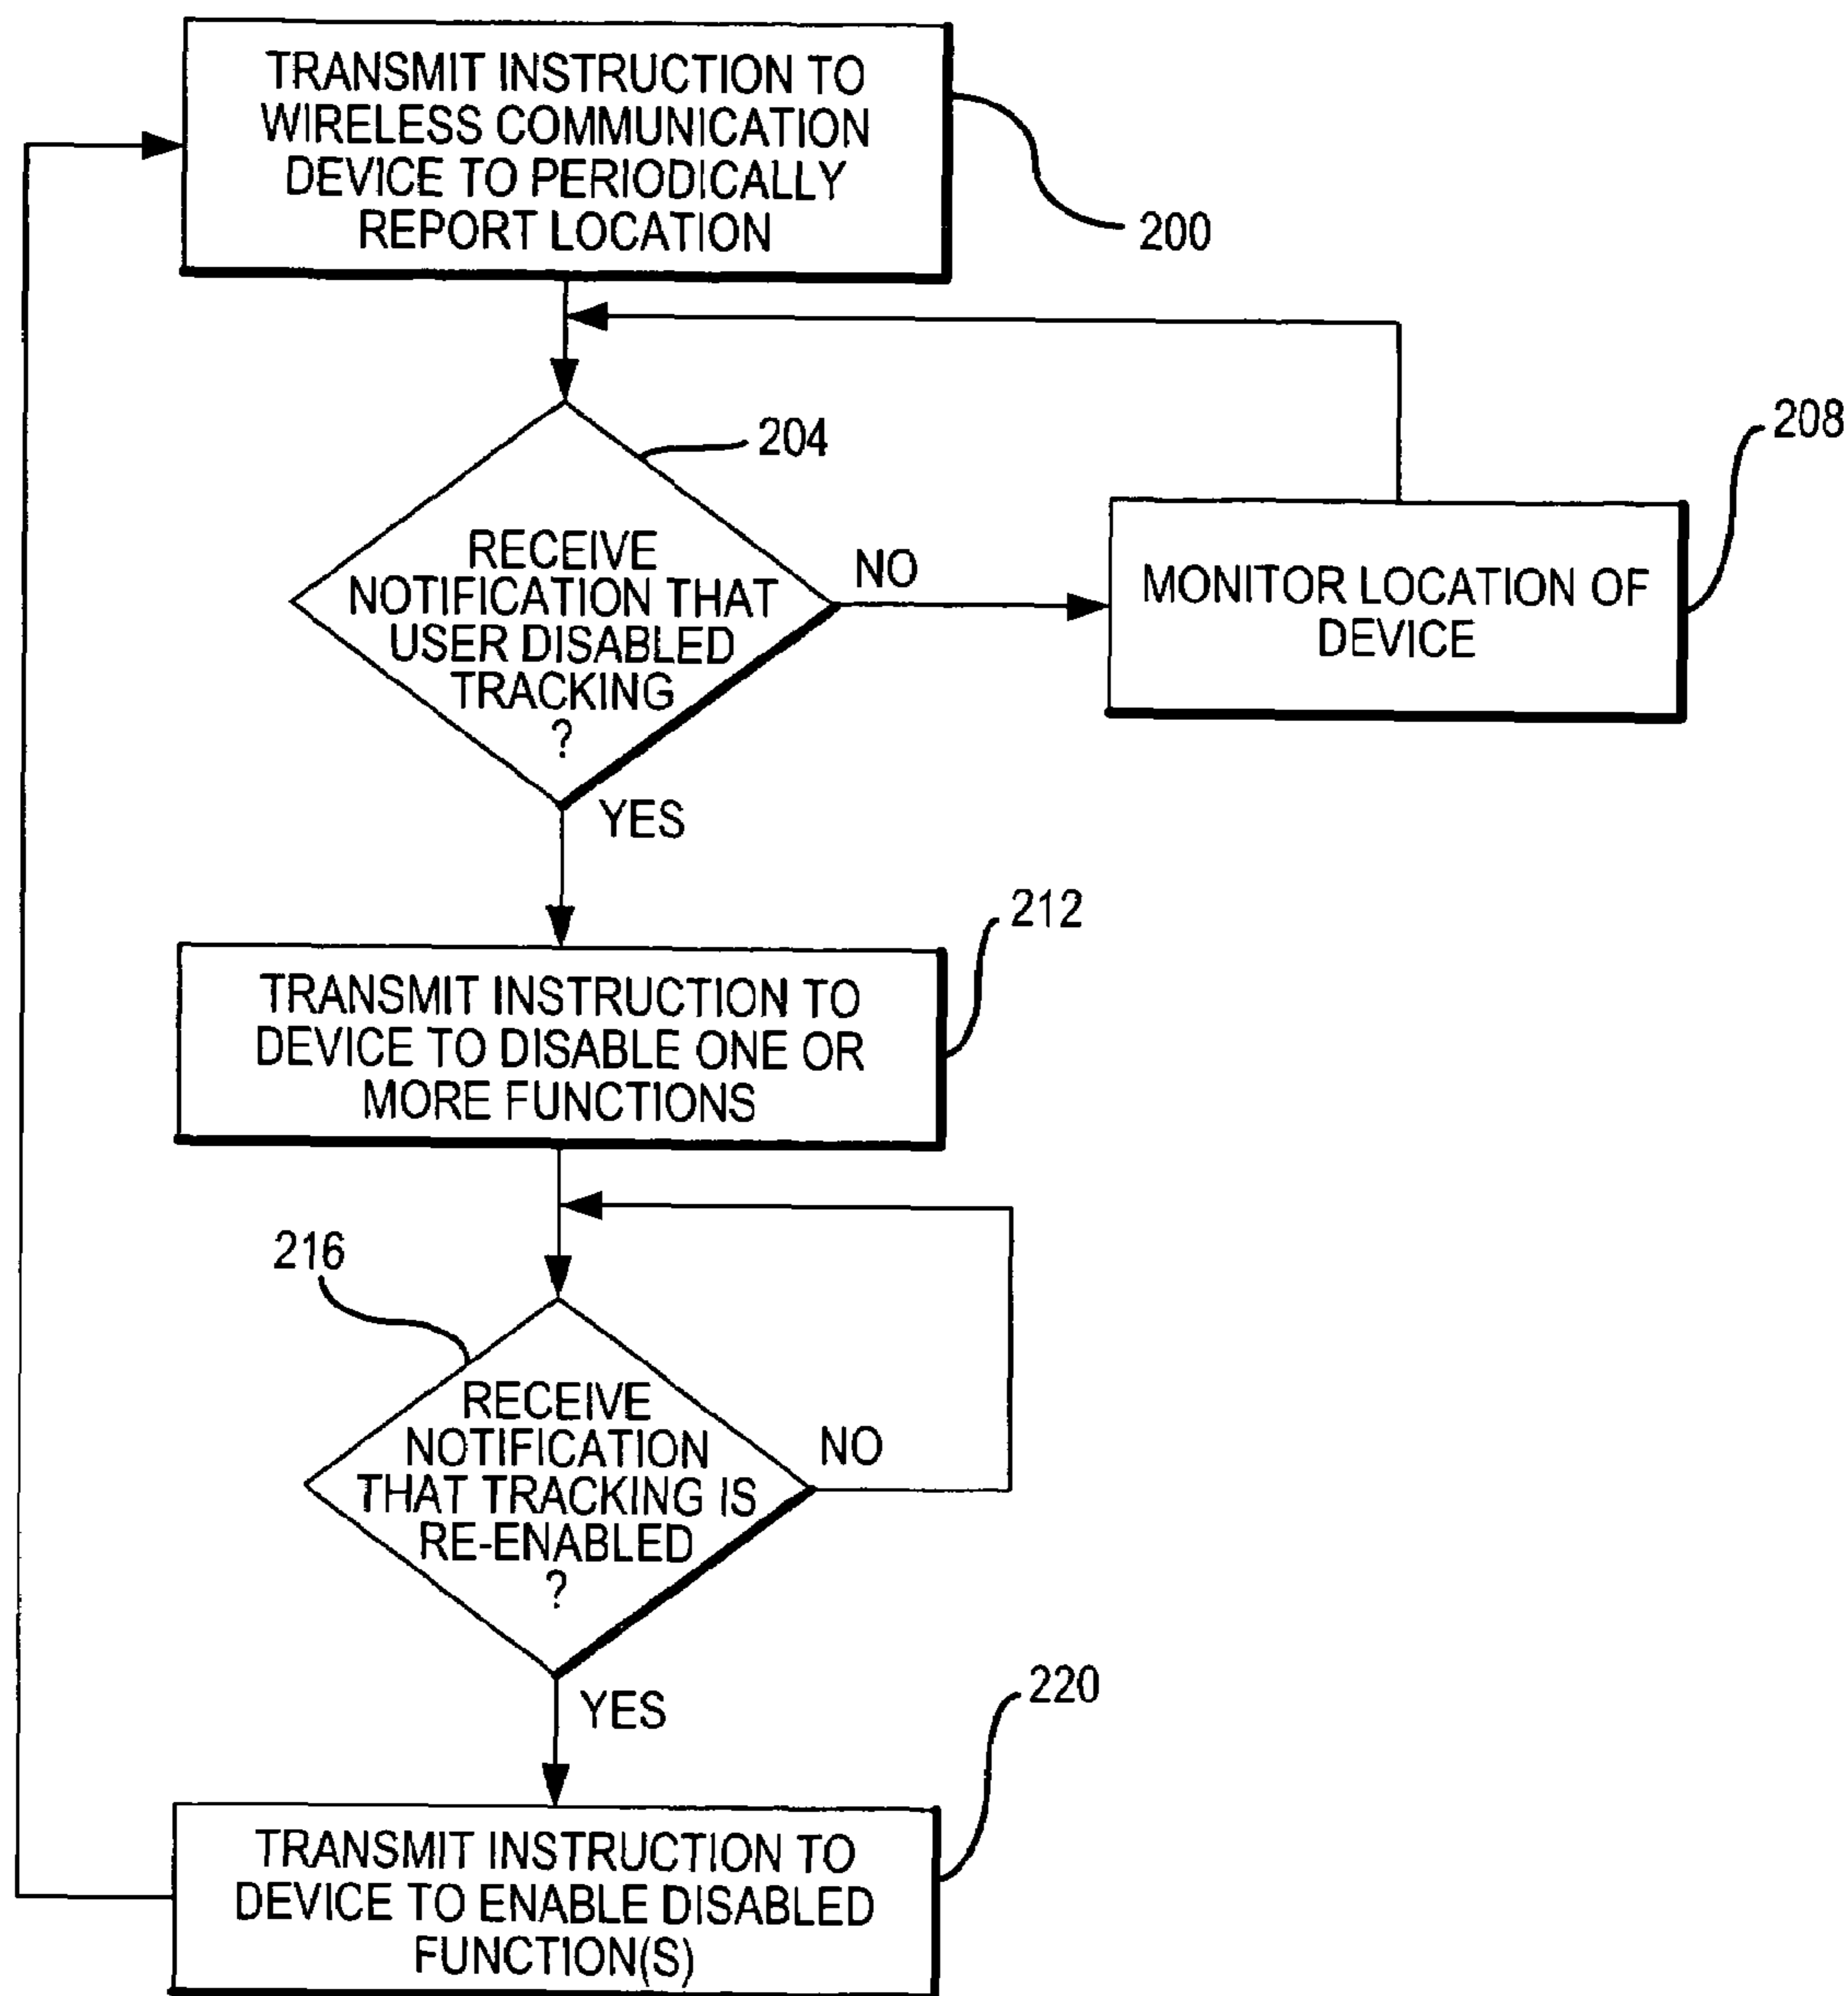 TRANSMIT INSTRUCTION TO
WIRELESS COMMUNICATION
DEVICE TO PERIODICALLY
REPORT LOCATION
200
204
RECEIVE
NOTIFICATION THAT
USER DISABLED
TRACKING
?
NO
YES
208
MONITOR LOCATION OF
DEVICE
212
TRANSMIT INSTRUCTION TO
DEVICE TO DISABLE ONE OR
MORE FUNCTIONS
216
RECEIVE
NOTIFICATION
THAT TRACKING IS
RE-ENABLED
?
NO
YES
220
TRANSMIT INSTRUCTION TO
DEVICE TO ENABLE DISABLED
FUNCTION(S)